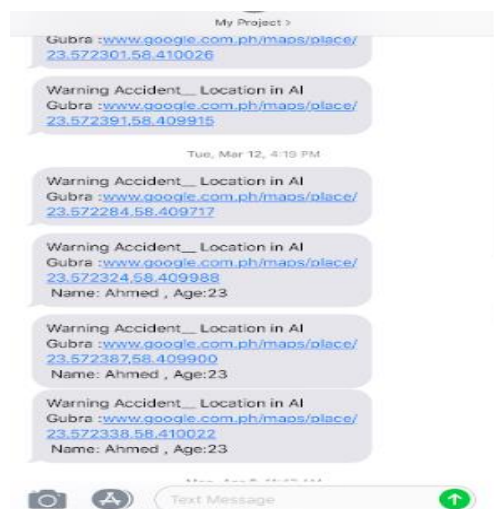 My Project >
Gubra :www.google.com.ph/maps/place/
23.572301,58.410026
Warning Accident__ Location in Al
Gubra :www.google.com.ph/maps/place/
23.572391,58.409915
Tue, Mar 12, 4:19 PM
Warning Accident__ Location in Al
Gubra :www.google.com.ph/maps/place/
23.572284,58.409717
Warning Accident__ Location in Al
Gubra :www.google.com.ph/maps/place/
23.572324,58.409988
Name: Ahmed , Age:23
Warning Accident__ Location in Al
Gubra :www.google.com.ph/maps/place/
23.572387,58.409900
Name: Ahmed , Age:23
Warning Accident__ Location in Al
Gubra :www.google.com.ph/maps/place/
23.572338,58.410022
Name: Ahmed , Age:23
Text Message